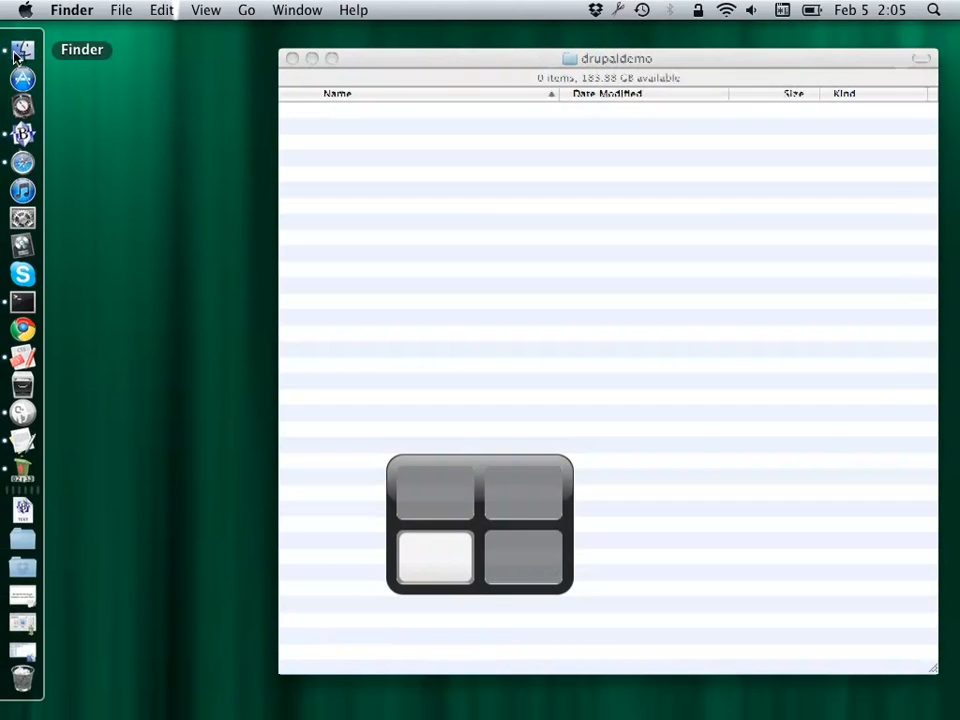 Finder File Edit View Go Window Help Feb 5 2:05
Finder
drupaldemo
0 items, 183.88 GB available
Name Date Modified Size Kind